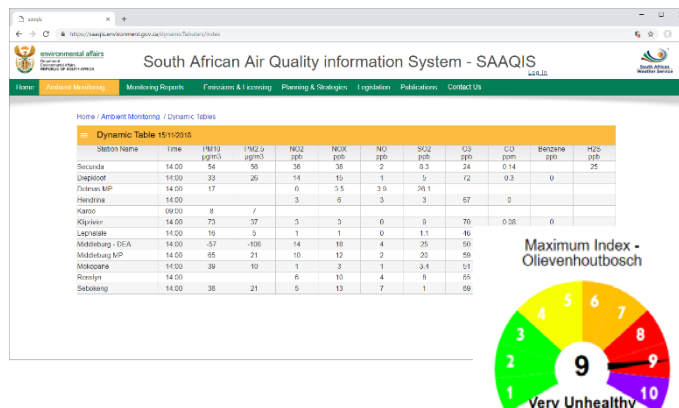 saaqis
https://saaqis.environment.gov.za/dynamicTabulars/index
environmental affairs
Department:
Environmental Affairs
REPUBLIC OF SOUTH AFRICA
South African Air Quality information System - SAAQIS
Log In
South African
Weather Service
Home Ambient Monitoring Monitoring Reports Emissions & Licensing Planning & Strategies Legislation Publications Contact Us
Home / Ambient Monitoring / Dynamic Tables
Dynamic Table 15/11/2018
Station Name Time PM10 PM2.5 NO2 NOX NO SO2 O3 CO Benzene H2S
µg/m3 µg/m3 ppb ppb ppb ppb ppb ppm ppb ppb
Secunda 14:00 54 56 36 38 2 8.3 24 0.14 25
Diepkloof 14:00 33 26 14 15 1 5 72 0.3 0
Delmas MP 14:00 17 0 3.5 3.9 26.1
Hendrina 14:00 3 6 3 3 67 0
Karoo 09:00 8 7
Kliprivier 14:00 73 37 3 3 0 9 70 0.08 0
Lephalale 14:00 16 5 1 1 0 1.1 46
Middleburg - DEA 14:00 -57 -106 14 18 4 25 50
Middleburg MP 14:00 65 21 10 12 2 20 59
Mokopane 14:00 39 10 1 3 1 3.4 51
Rosslyn 14:00 6 10 4 8 65
Sebokeng 14:00 38 21 5 13 7 1 69
Maximum Index -
Olievenhoutbosch
1 2 3 4 5 6 7 8 9 10
9
Very Unhealthy